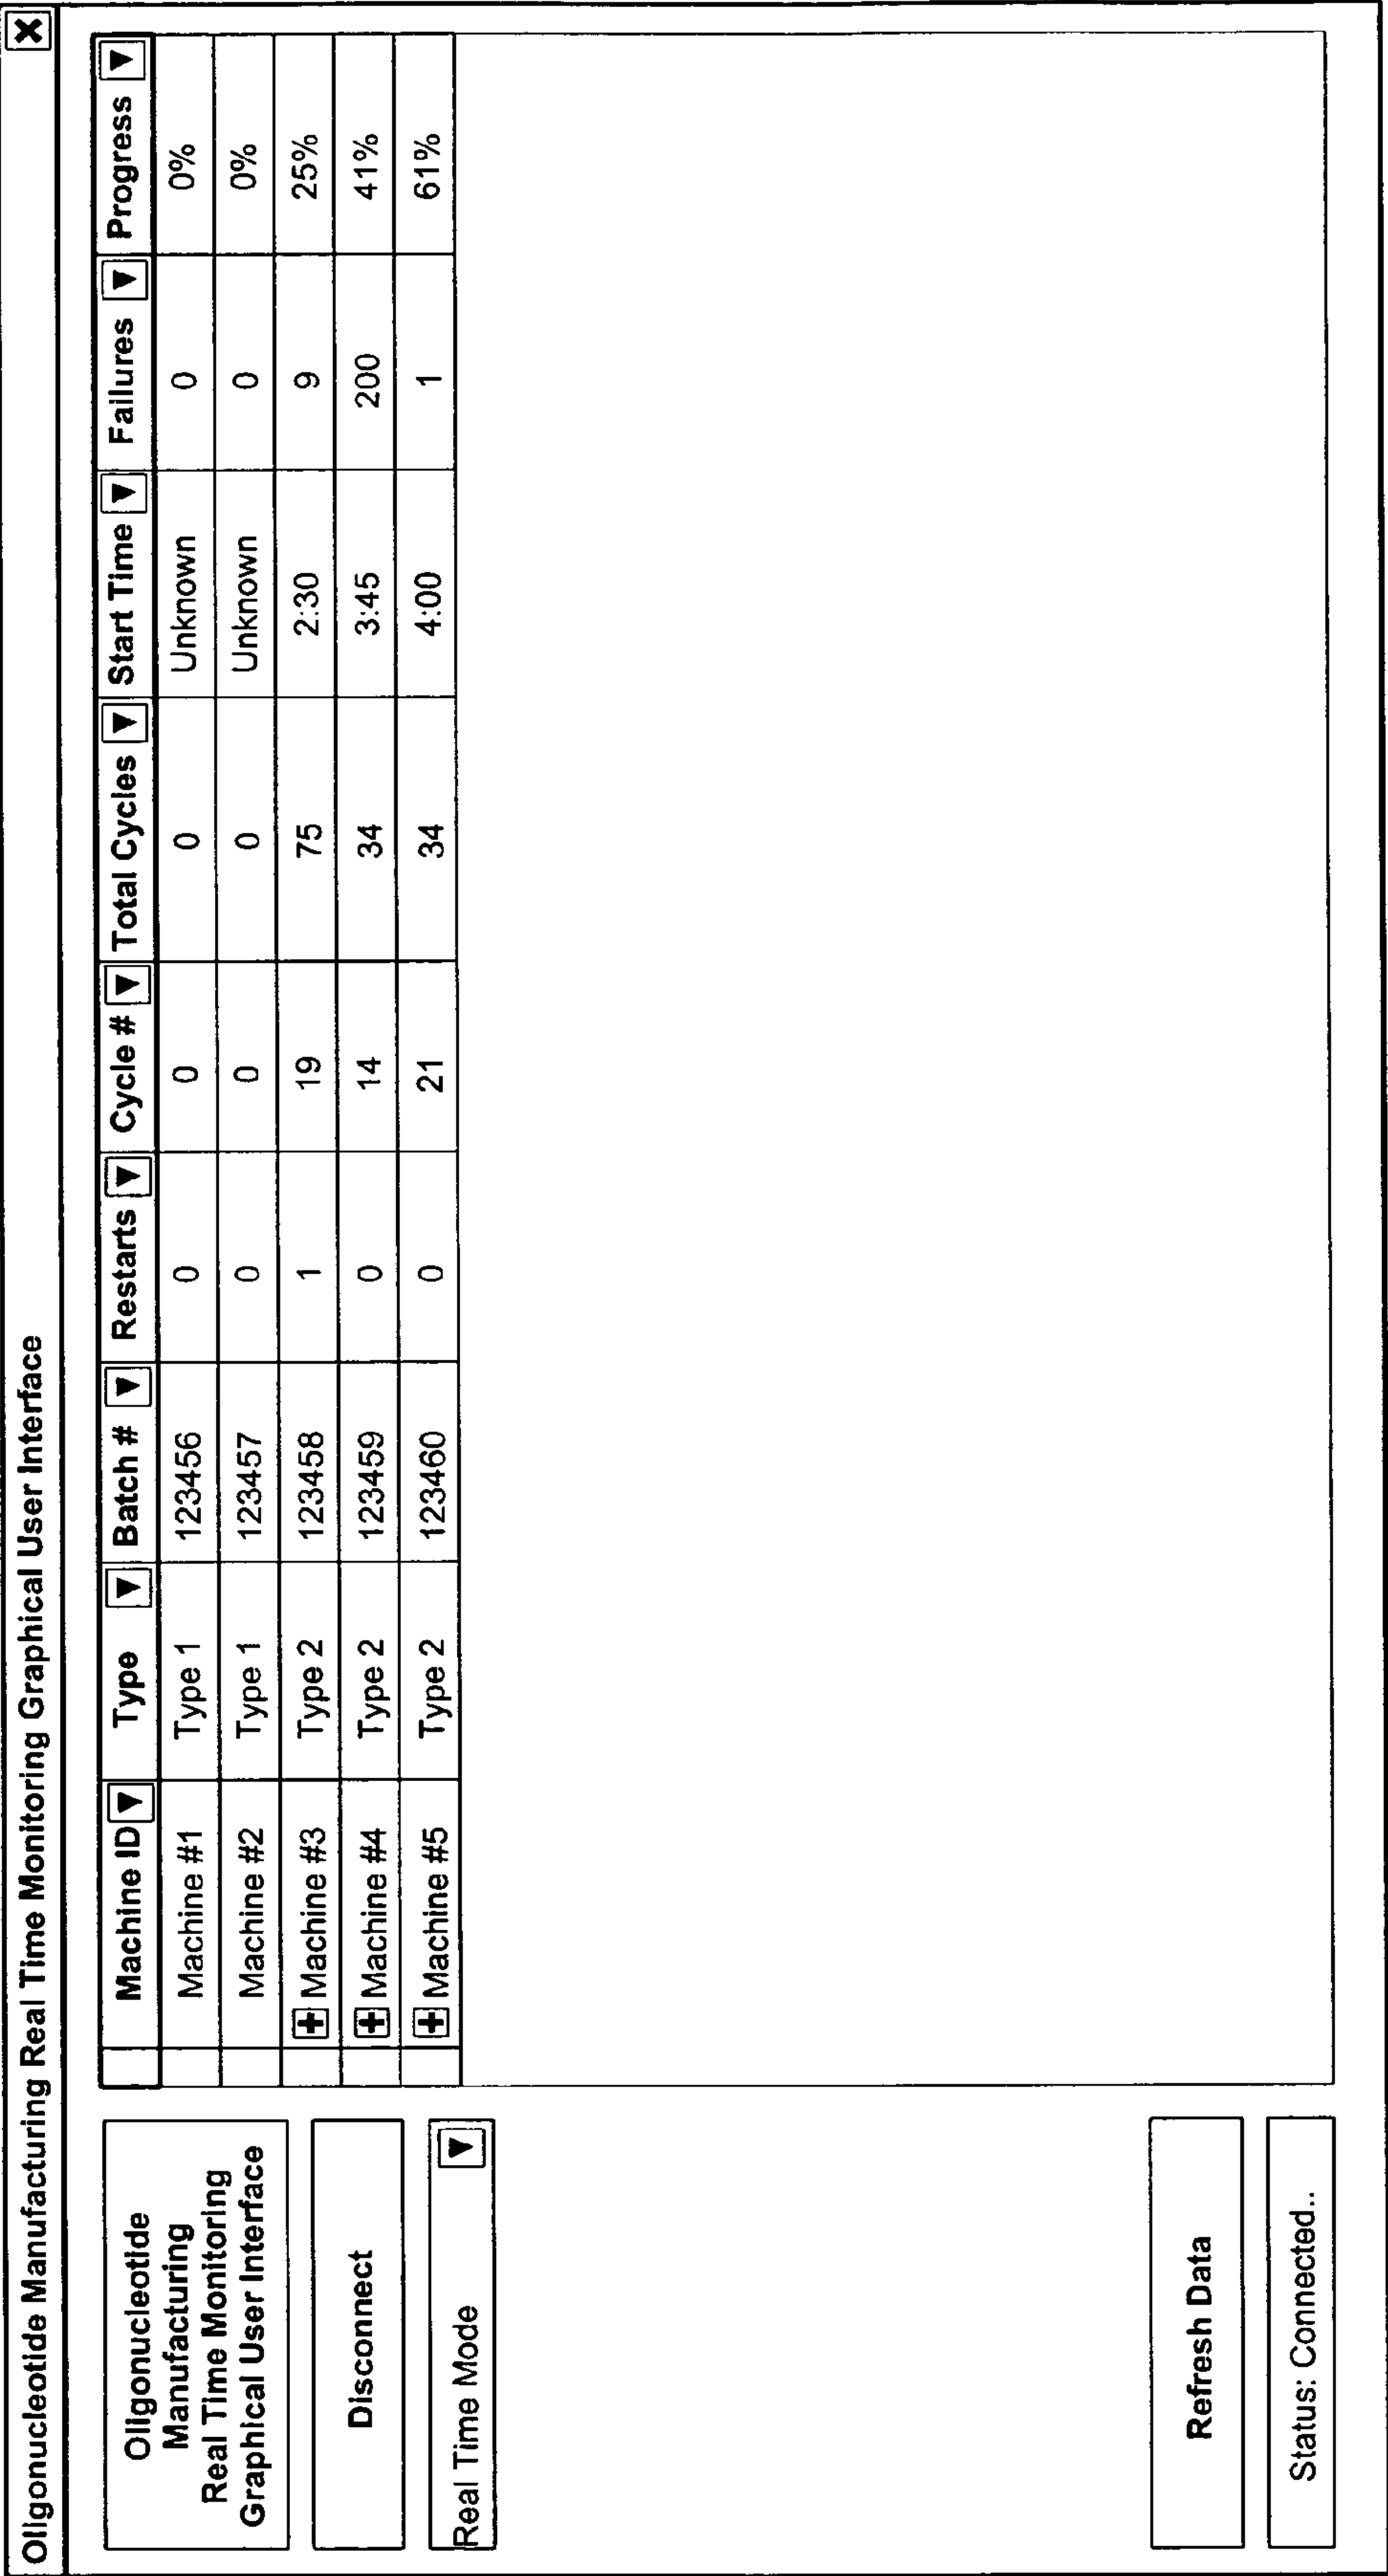 Oligonucleotide Manufacturing Real Time Monitoring Graphical User Interface
Oligonucleotide
Manufacturing
Real Time Monitoring
Graphical User Interface
Disconnect
Real Time Mode
Refresh Data
Status: Connected..
Machine ID Type Batch # Restarts Cycle # Total Cycles Start Time Failures Progress
Machine #1 Type 1 123456 0 0 0 Unknown 0 0%
Machine #2 Type 1 123457 0 0 0 Unknown 0 0%
Machine #3 Type 2 123458 1 19 75 2:30 9 25%
Machine #4 Type 2 123459 0 14 34 3:45 200 41%
Machine #5 Type 2 123460 0 21 34 4:00 1 61%